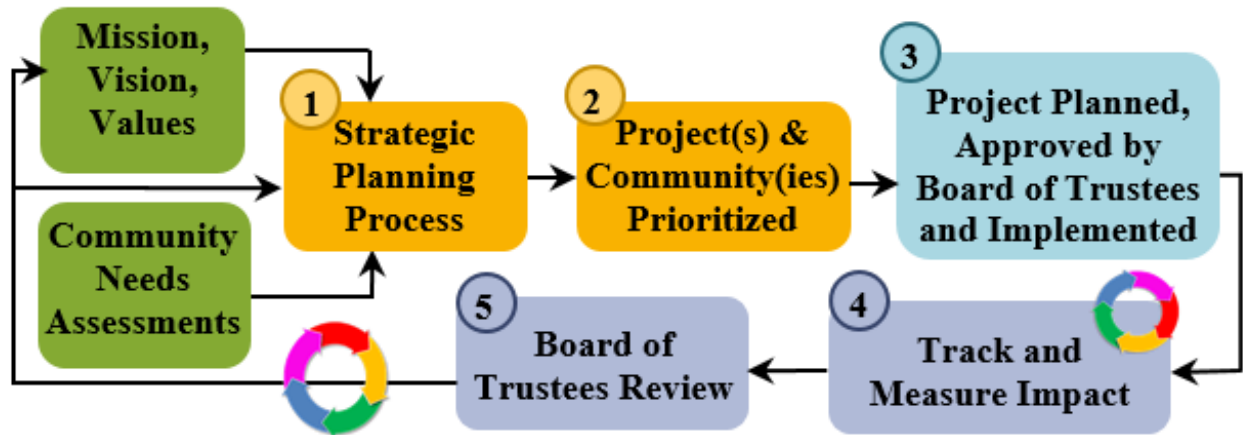 Mission,
Vision,
Values
Community
Needs
Assessments
1
Strategic
Planning
Process
2
Project(s) &
Community(ies)
Prioritized
3
Project Planned,
Approved by
Board of Trustees
and Implemented
4
Track and
Measure Impact
5
Board of
Trustees Review